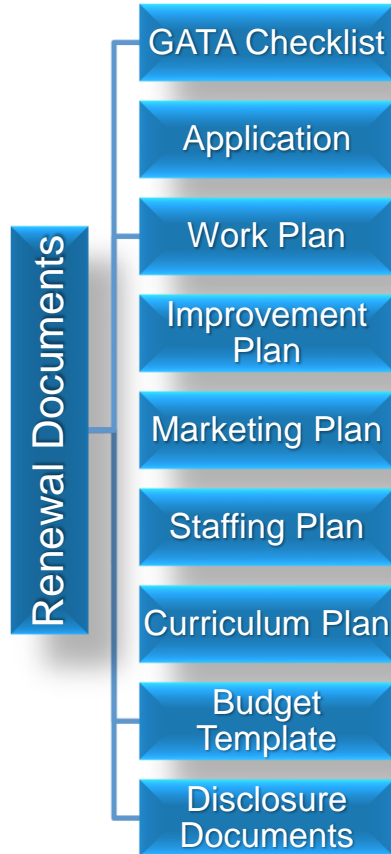 Renewal Documents
GATA Checklist
Application
Work Plan
Improvement
Plan
Marketing Plan
Staffing Plan
Curriculum Plan
Budget
Template
Disclosure
Documents